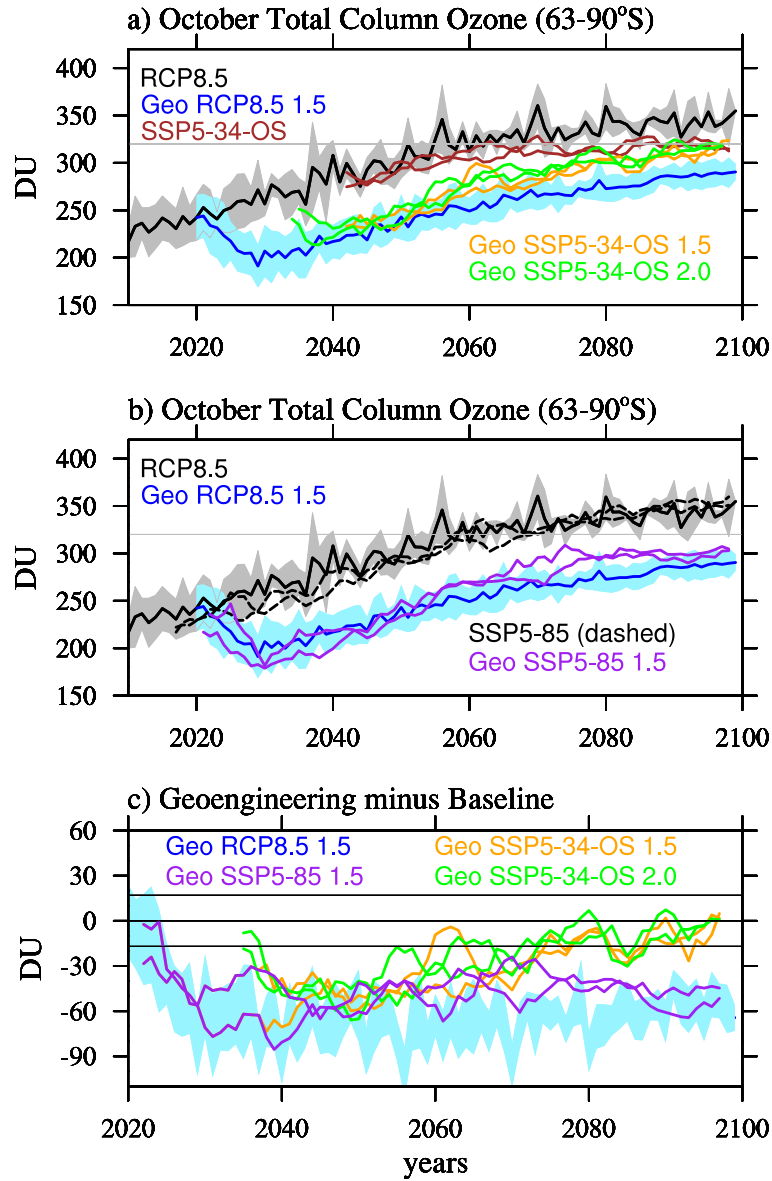 a) October Total Column Ozone (63-90°S)
400
RCP8.5
Geo RCP8.5 1.5
350
SSP5-34-OS
300
DU
250
Geo SSP5-34-OS 1.5
200
Geo SSP5-34-OS 2.0
150
2020 2040 2060 2080 2100
b) October Total Column Ozone (63-90°S)
400
RCP8.5
Geo RCP8.5 1.5
350
300
DU
250
SSP5-85 (dashed)
200
Geo SSP5-85 1.5
150
2020 2040 2060 2080 2100
c) Geoengineering minus Baseline
60
Geo RCP8.5 1.5 Geo SSP5-34-OS 1.5
30
Geo SSP5-85 1.5 Geo SSP5-34-OS 2.0
0
DU
-30
-60
-90
2020 2040 2060 2080 2100
years